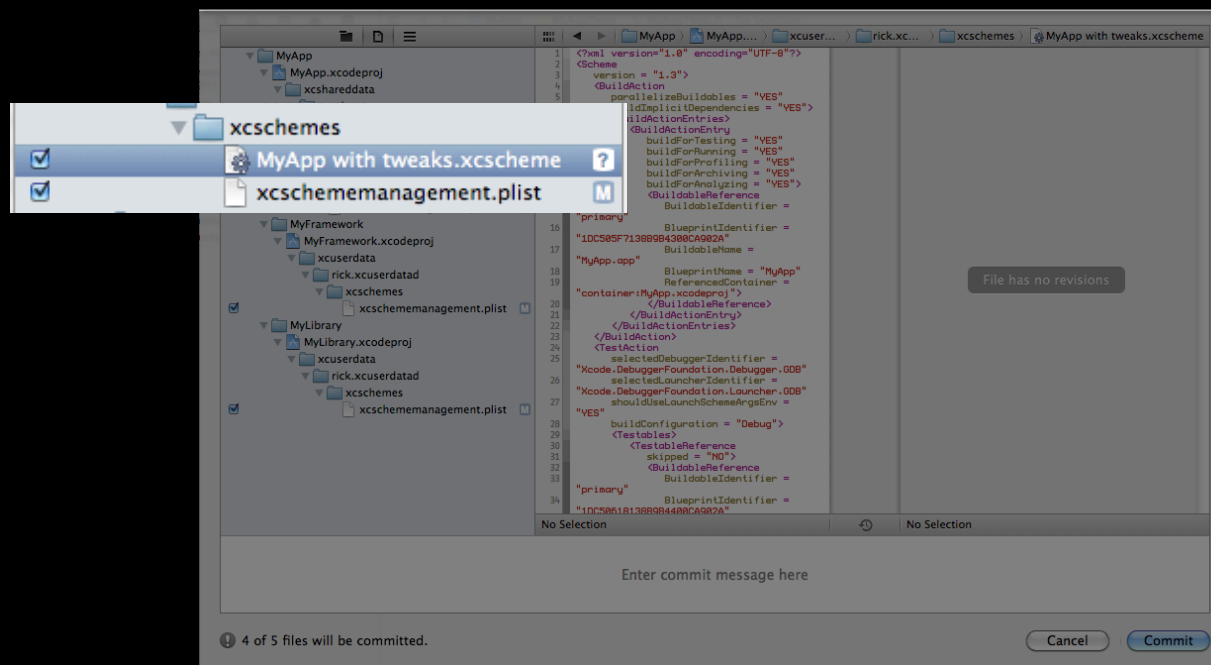 MyApp › MyApp.... › xcuser... › rick.xc... › xcschemes › MyApp with tweaks.xcscheme
MyApp
MyApp.xcodeproj
xcshareddata
xcschemes
MyApp with tweaks.xcscheme ?
xcschememanagement.plist M
MyFramework
MyFramework.xcodeproj
xcuserdata
rick.xcuserdatad
xcschemes
xcschememanagement.plist M
MyLibrary
MyLibrary.xcodeproj
xcuserdata
rick.xcuserdatad
xcschemes
xcschememanagement.plist M
1 <?xml version="1.0" encoding="UTF-8"?>
2 <Scheme
3 version = "1.3">
4 <BuildAction
5 parallelizeBuildables = "YES"
ildImplicitDependencies = "YES">
ildActionEntries>
<BuildActionEntry
buildForTesting = "YES"
buildForRunning = "YES"
buildForProfiling = "YES"
buildForArchiving = "YES"
buildForAnalyzing = "YES">
<BuildableReference
BuildableIdentifier =
"primary"
16 BlueprintIdentifier =
"1DC505F7138B9B4300CA902A"
17 BuildableName =
"MyApp.app"
18 BlueprintName = "MyApp"
19 ReferencedContainer =
"container:MyApp.xcodeproj">
20 </BuildableReference>
21 </BuildActionEntry>
22 </BuildActionEntries>
23 </BuildAction>
24 <TestAction
25 selectedDebuggerIdentifier =
"Xcode.DebuggerFoundation.Debugger.GDB"
26 selectedLauncherIdentifier =
"Xcode.DebuggerFoundation.Launcher.GDB"
27 shouldUseLaunchSchemeArgsEnv =
"YES"
28 buildConfiguration = "Debug">
29 <Testables>
30 <TestableReference
31 skipped = "NO">
32 <BuildableReference
33 BuildableIdentifier =
"primary"
34 BlueprintIdentifier =
"1DC50618138B9B4400CA902A"
File has no revisions
No Selection
No Selection
Enter commit message here
4 of 5 files will be committed.
Cancel
Commit